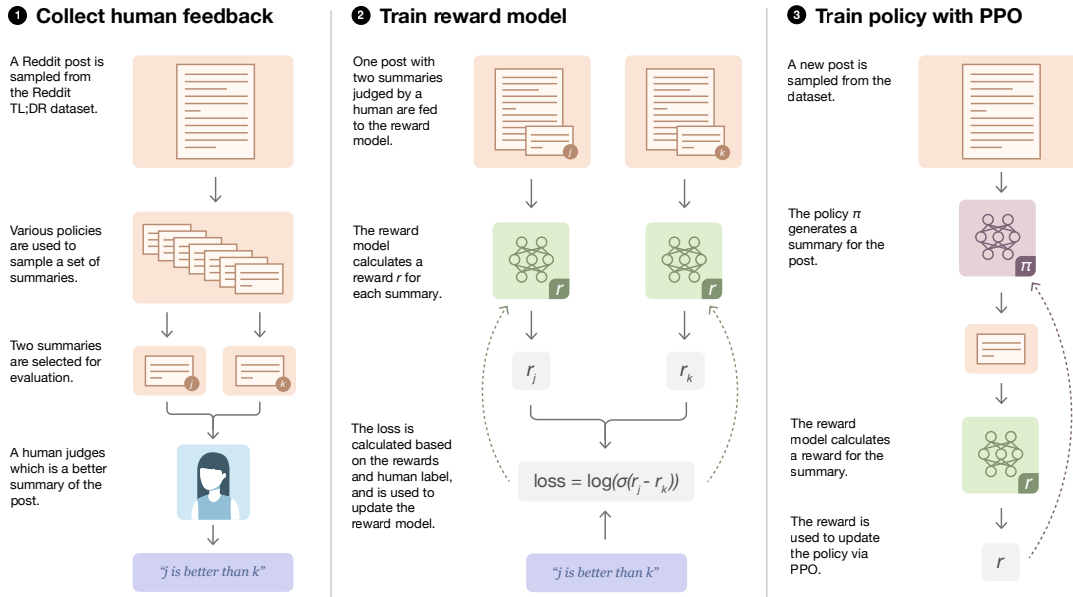 1 Collect human feedback
A Reddit post is
sampled from
the Reddit
TL;DR dataset.
Various policies
are used to
sample a set of
summaries.
Two summaries
are selected for
evaluation.
j
k
A human judges
which is a better
summary of the
post.
“j is better than k”
2 Train reward model
One post with
two summaries
judged by a
human are fed
to the reward
model.
j
k
The reward
model
calculates a
reward r for
each summary.
r
r
rj
rk
The loss is
calculated based
on the rewards
and human label,
and is used to
update the
reward model.
loss = log(σ(rj - rk))
“j is better than k”
3 Train policy with PPO
A new post is
sampled from the
dataset.
The policy π
generates a
summary for the
post.
π
The reward
model calculates
a reward for the
summary.
r
The reward is
used to update
the policy via
PPO.
r